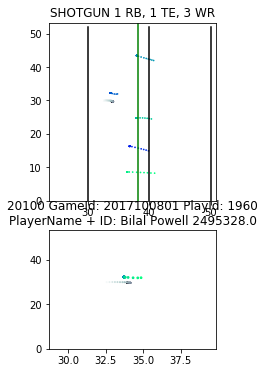 SHOTGUN 1 RB, 1 TE, 3 WR
50
40
30
20
10
0
30 40 50
20100 GameId: 2017100801 PlayId: 1960
PlayerName + ID: Bilal Powell 2495328.0
40
20
0
30.0 32.5 35.0 37.5